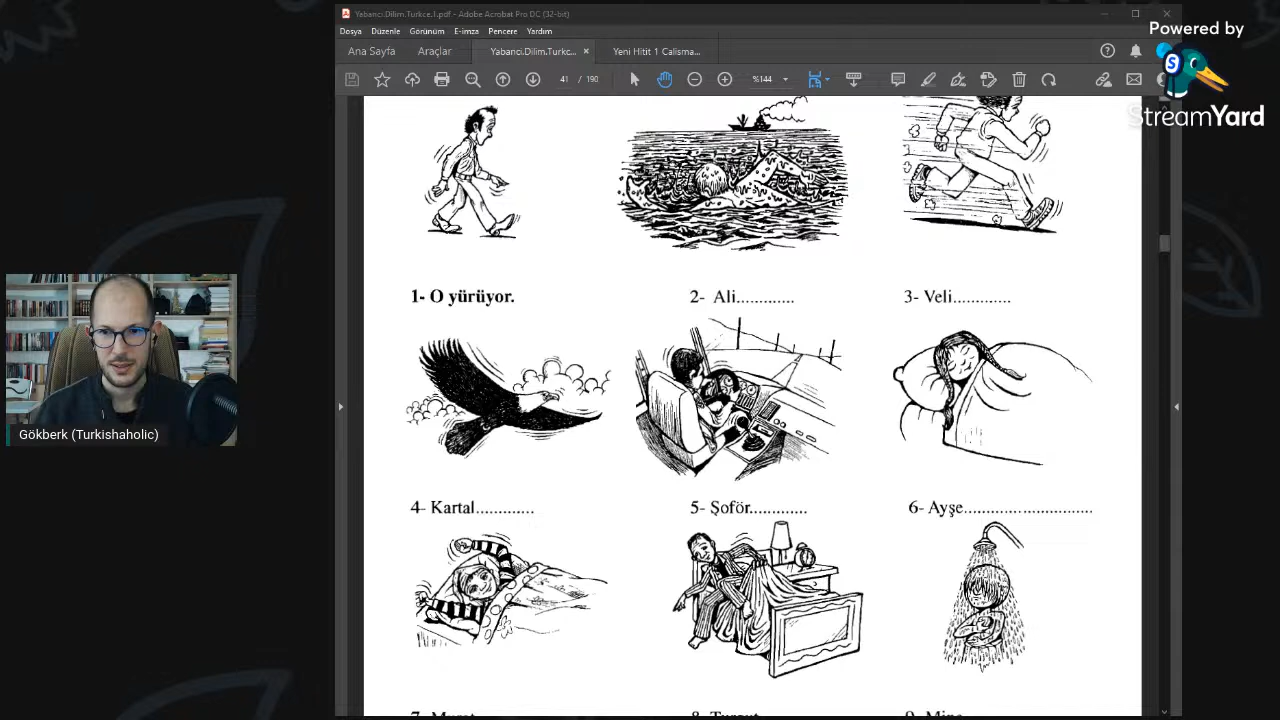 Yabanci.Dilim.Turkce.1.pdf - Adobe Acrobat Pro DC (32-bit)
Dosya Düzenle Görünüm E-imza Pencere Yardım
Ana Sayfa Araçlar Yabanci.Dilim.Turkc... × Yeni Hitit 1 Calisma...
41 / 190 %144
Powered by
StreamYard
1- O yürüyor.
2- Ali.............
3- Veli.............
4- Kartal.............
5- Şoför.............
6- Ayşe.............................
Gökberk (Turkishaholic)